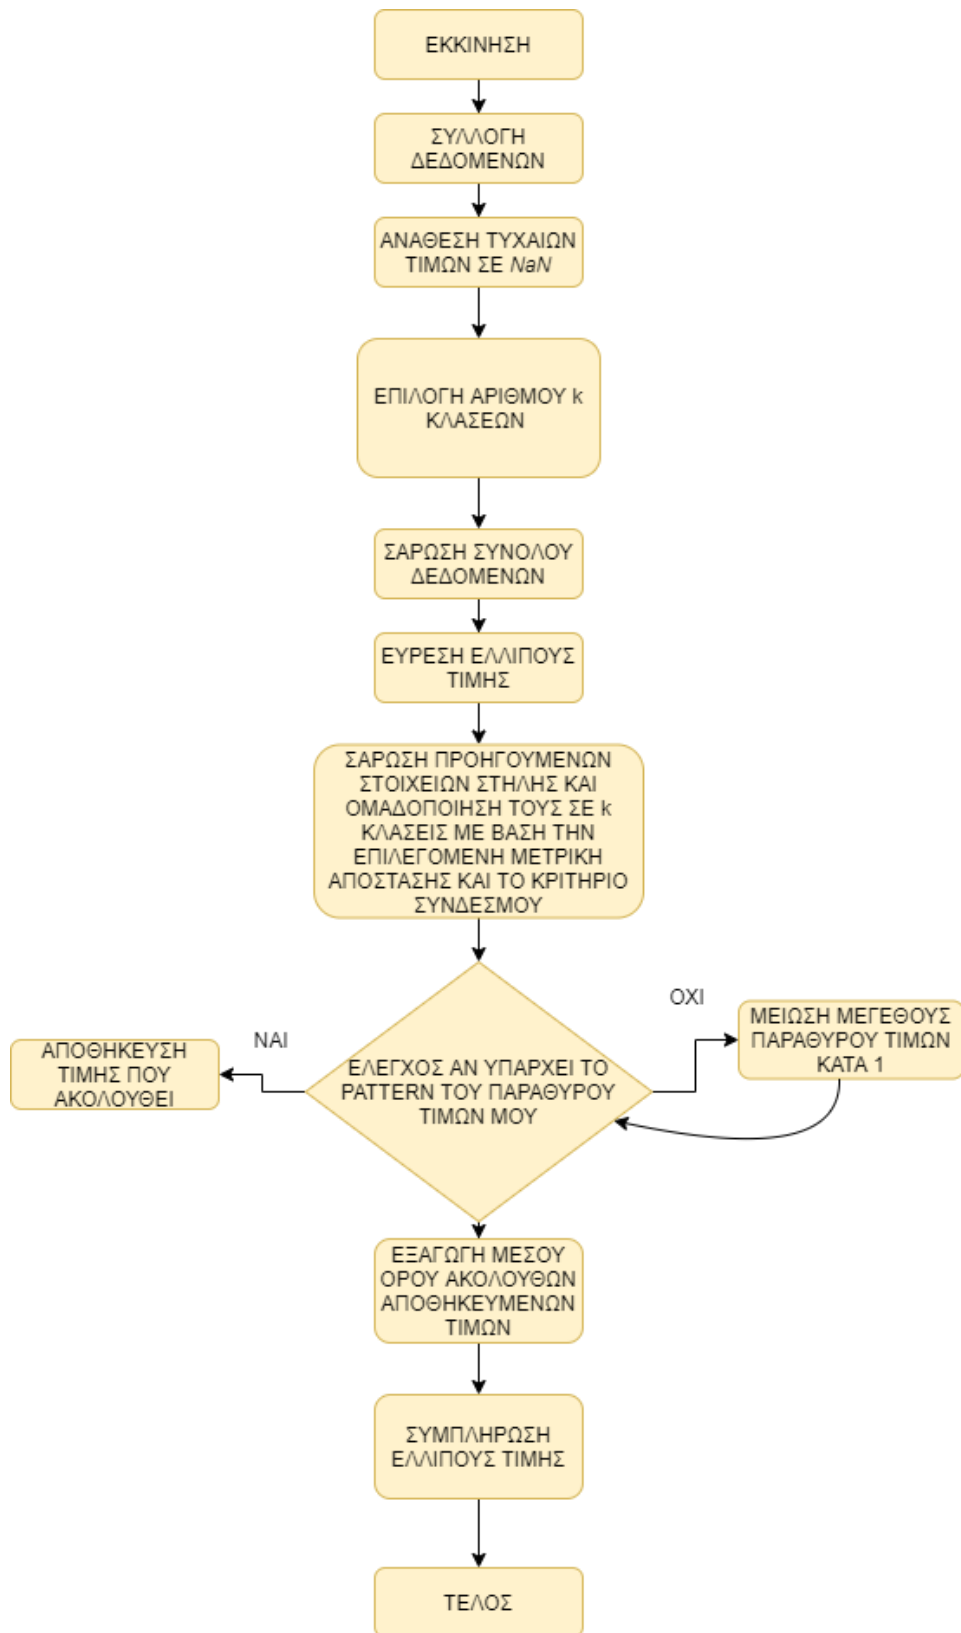 ΕΚΚΙΝΗΣΗ
ΣΥΛΛΟΓΗ
ΔΕΔΟΜΕΝΩΝ
ΑΝΑΘΕΣΗ ΤΥΧΑΙΩΝ
ΤΙΜΩΝ ΣΕ NaN
ΕΠΙΛΟΓΗ ΑΡΙΘΜΟΥ k
ΚΛΑΣΕΩΝ
ΣΑΡΩΣΗ ΣΥΝΟΛΟΥ
ΔΕΔΟΜΕΝΩΝ
ΕΥΡΕΣΗ ΕΛΛΙΠΟΥΣ
ΤΙΜΗΣ
ΣΑΡΩΣΗ ΠΡΟΗΓΟΥΜΕΝΩΝ
ΣΤΟΙΧΕΙΩΝ ΣΤΗΛΗΣ ΚΑΙ
ΟΜΑΔΟΠΟΙΗΣΗ ΤΟΥΣ ΣΕ k
ΚΛΑΣΕΙΣ ΜΕ ΒΑΣΗ ΤΗΝ
ΕΠΙΛΕΓΟΜΕΝΗ ΜΕΤΡΙΚΗ
ΑΠΟΣΤΑΣΗΣ ΚΑΙ ΤΟ ΚΡΙΤΗΡΙΟ
ΣΥΝΔΕΣΜΟΥ
ΝΑΙ
ΑΠΟΘΗΚΕΥΣΗ
ΤΙΜΗΣ ΠΟΥ
ΑΚΟΛΟΥΘΕΙ
ΕΛΕΓΧΟΣ ΑΝ ΥΠΑΡΧΕΙ ΤΟ
PATTERN ΤΟΥ ΠΑΡΑΘΥΡΟΥ
ΤΙΜΩΝ ΜΟΥ
ΟΧΙ
ΜΕΙΩΣΗ ΜΕΓΕΘΟΥΣ
ΠΑΡΑΘΥΡΟΥ ΤΙΜΩΝ
ΚΑΤΑ 1
ΕΞΑΓΩΓΗ ΜΕΣΟΥ
ΟΡΟΥ ΑΚΟΛΟΥΘΩΝ
ΑΠΟΘΗΚΕΥΜΕΝΩΝ
ΤΙΜΩΝ
ΣΥΜΠΛΗΡΩΣΗ
ΕΛΛΙΠΟΥΣ ΤΙΜΗΣ
ΤΕΛΟΣ